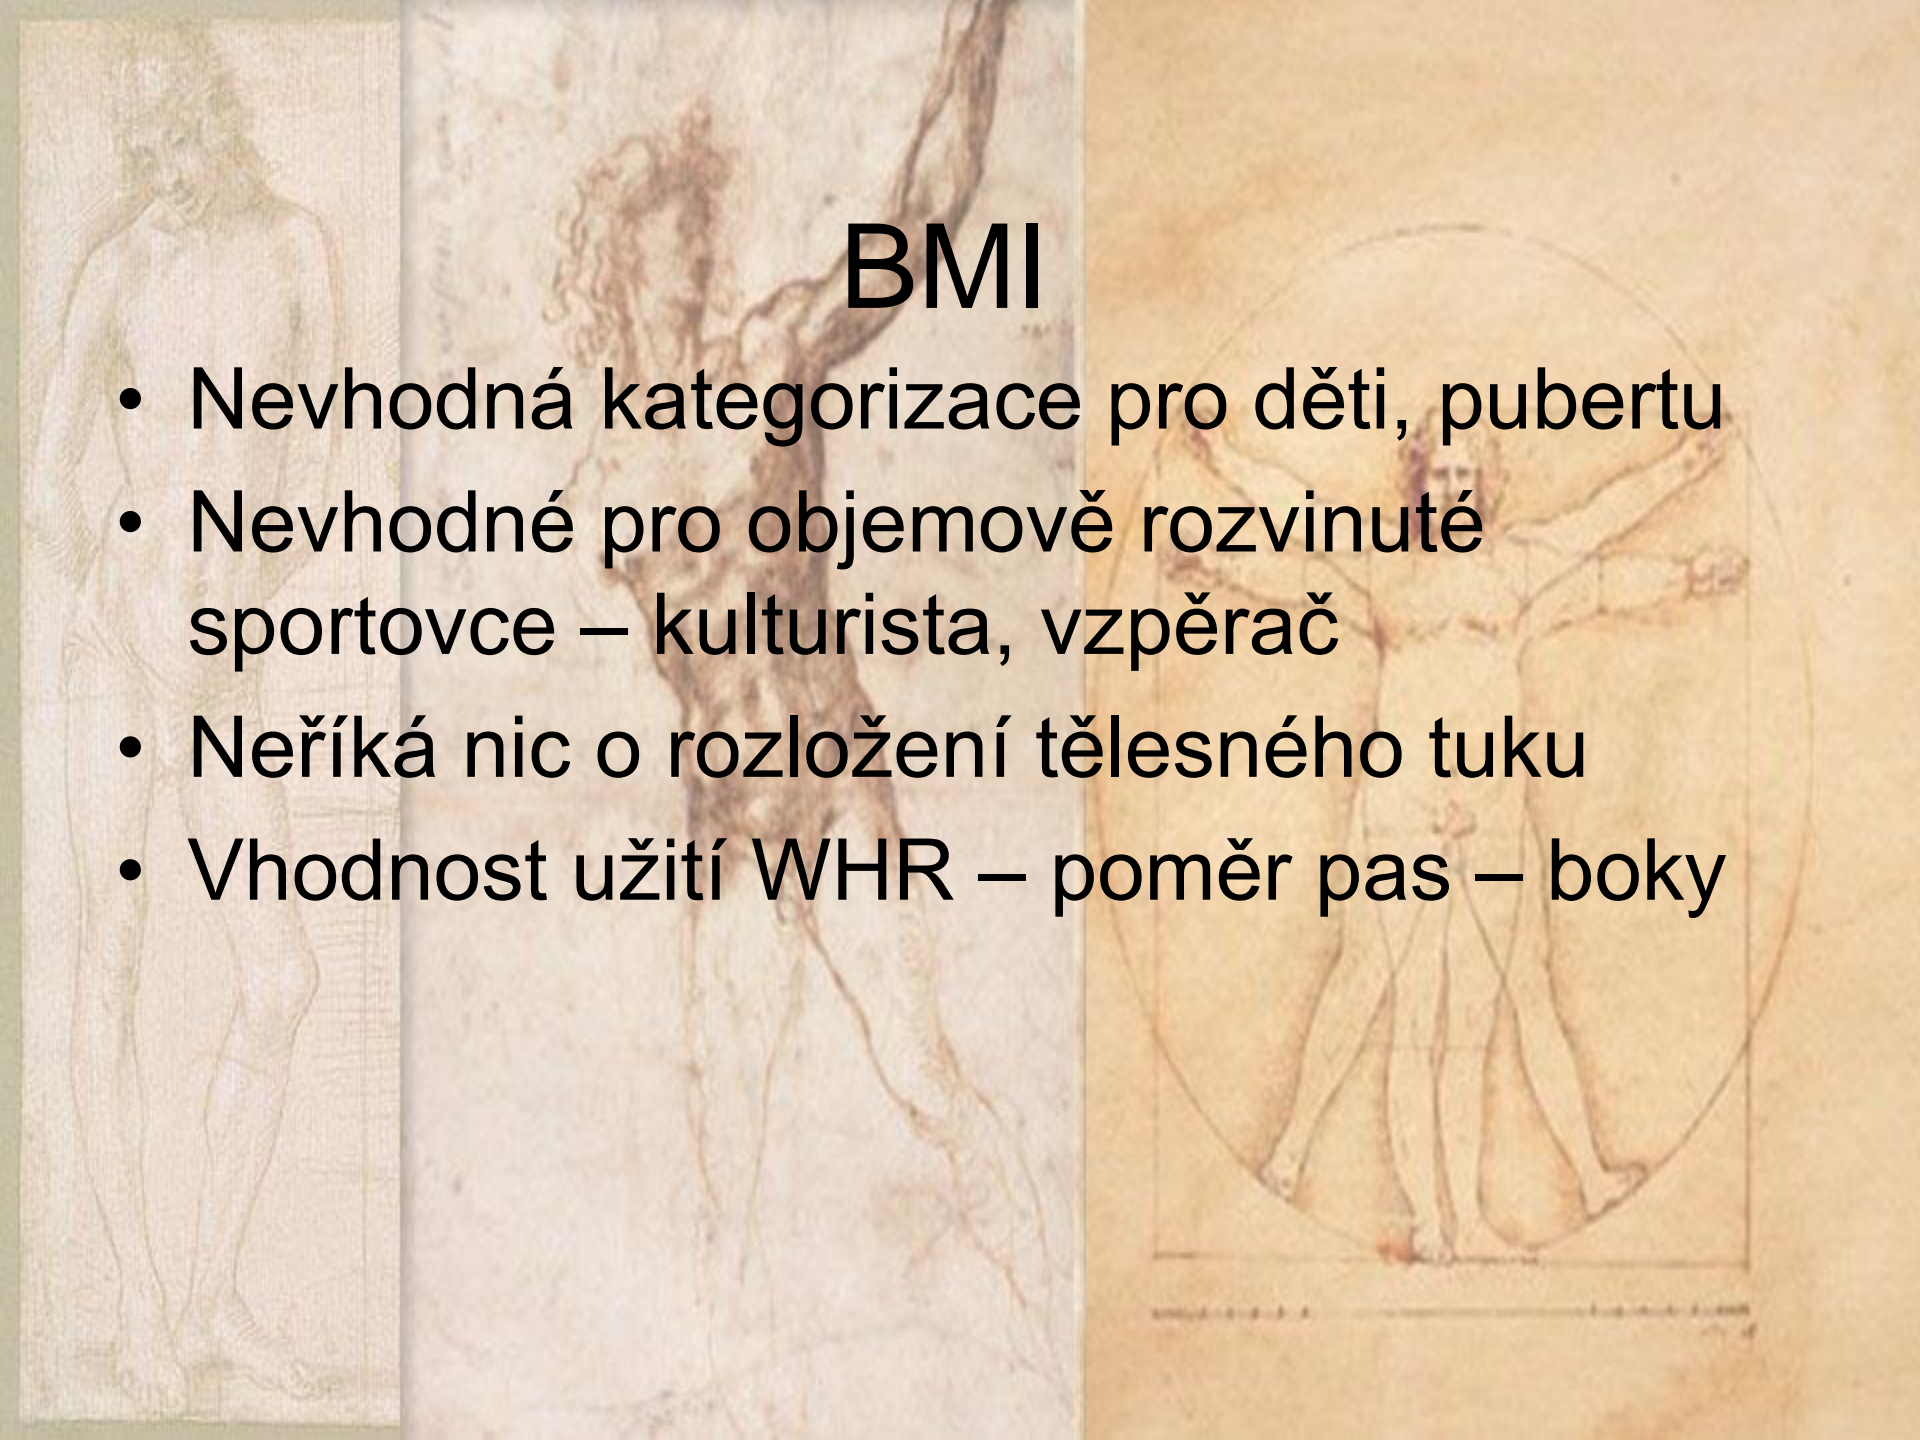 BMI
• Nevhodná kategorizace pro děti, pubertu
• Nevhodné pro objemově rozvinuté
sportovce – kulturista, vzpěrač
• Neříká nic o rozložení tělesného tuku
• Vhodnost užití WHR – poměr pas – boky